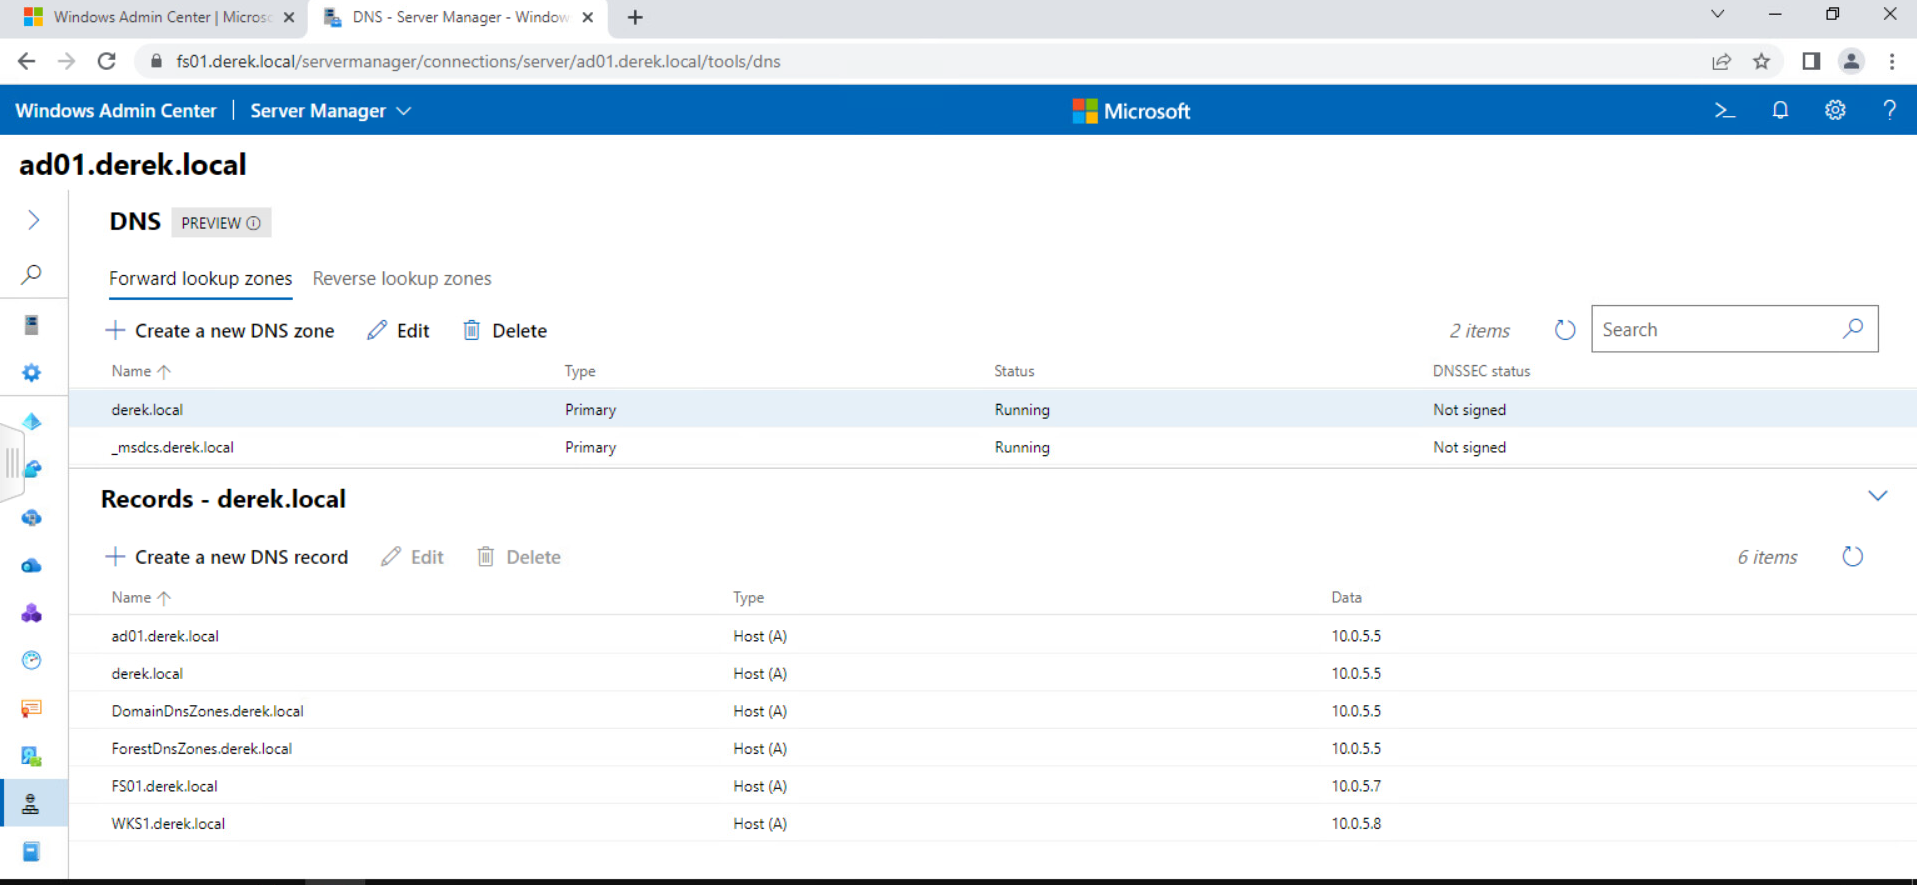 Windows Admin Center | Micros
DNS - Server Manager - Window
fs01.derek.local/servermanager/connections/server/ad01.derek.local/tools/dns
Windows Admin Center | Server Manager
Microsoft
ad01.derek.local
DNS PREVIEW
Forward lookup zones Reverse lookup zones
Create a new DNS zone Edit Delete 2 items Search
Name Type Status DNSSEC status
derek.local Primary Running Not signed
_msdcs.derek.local Primary Running Not signed
Records - derek.local
Create a new DNS record Edit Delete 6 items
Name Type Data
ad01.derek.local Host (A) 10.0.5.5
derek.local Host (A) 10.0.5.5
DomainDnsZones.derek.local Host (A) 10.0.5.5
ForestDnsZones.derek.local Host (A) 10.0.5.5
FS01.derek.local Host (A) 10.0.5.7
WKS1.derek.local Host (A) 10.0.5.8